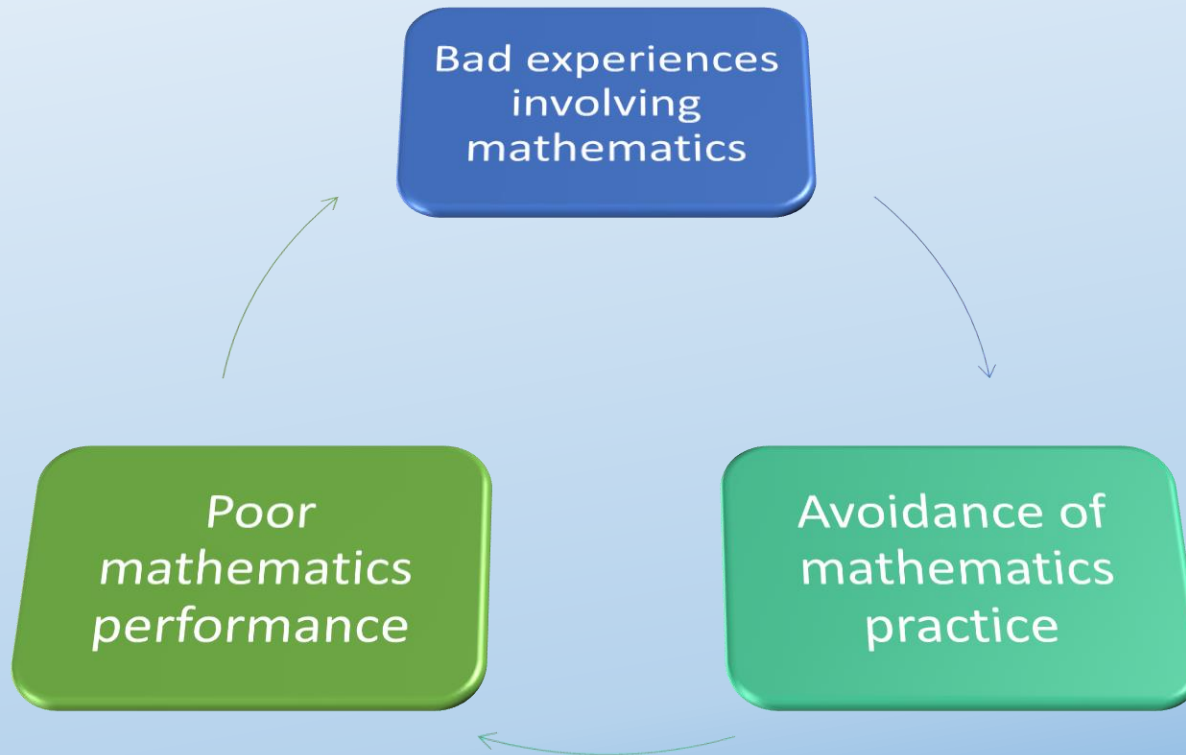 Bad experiences
involving
mathematics
Avoidance of
mathematics
practice
Poor
mathematics
performance